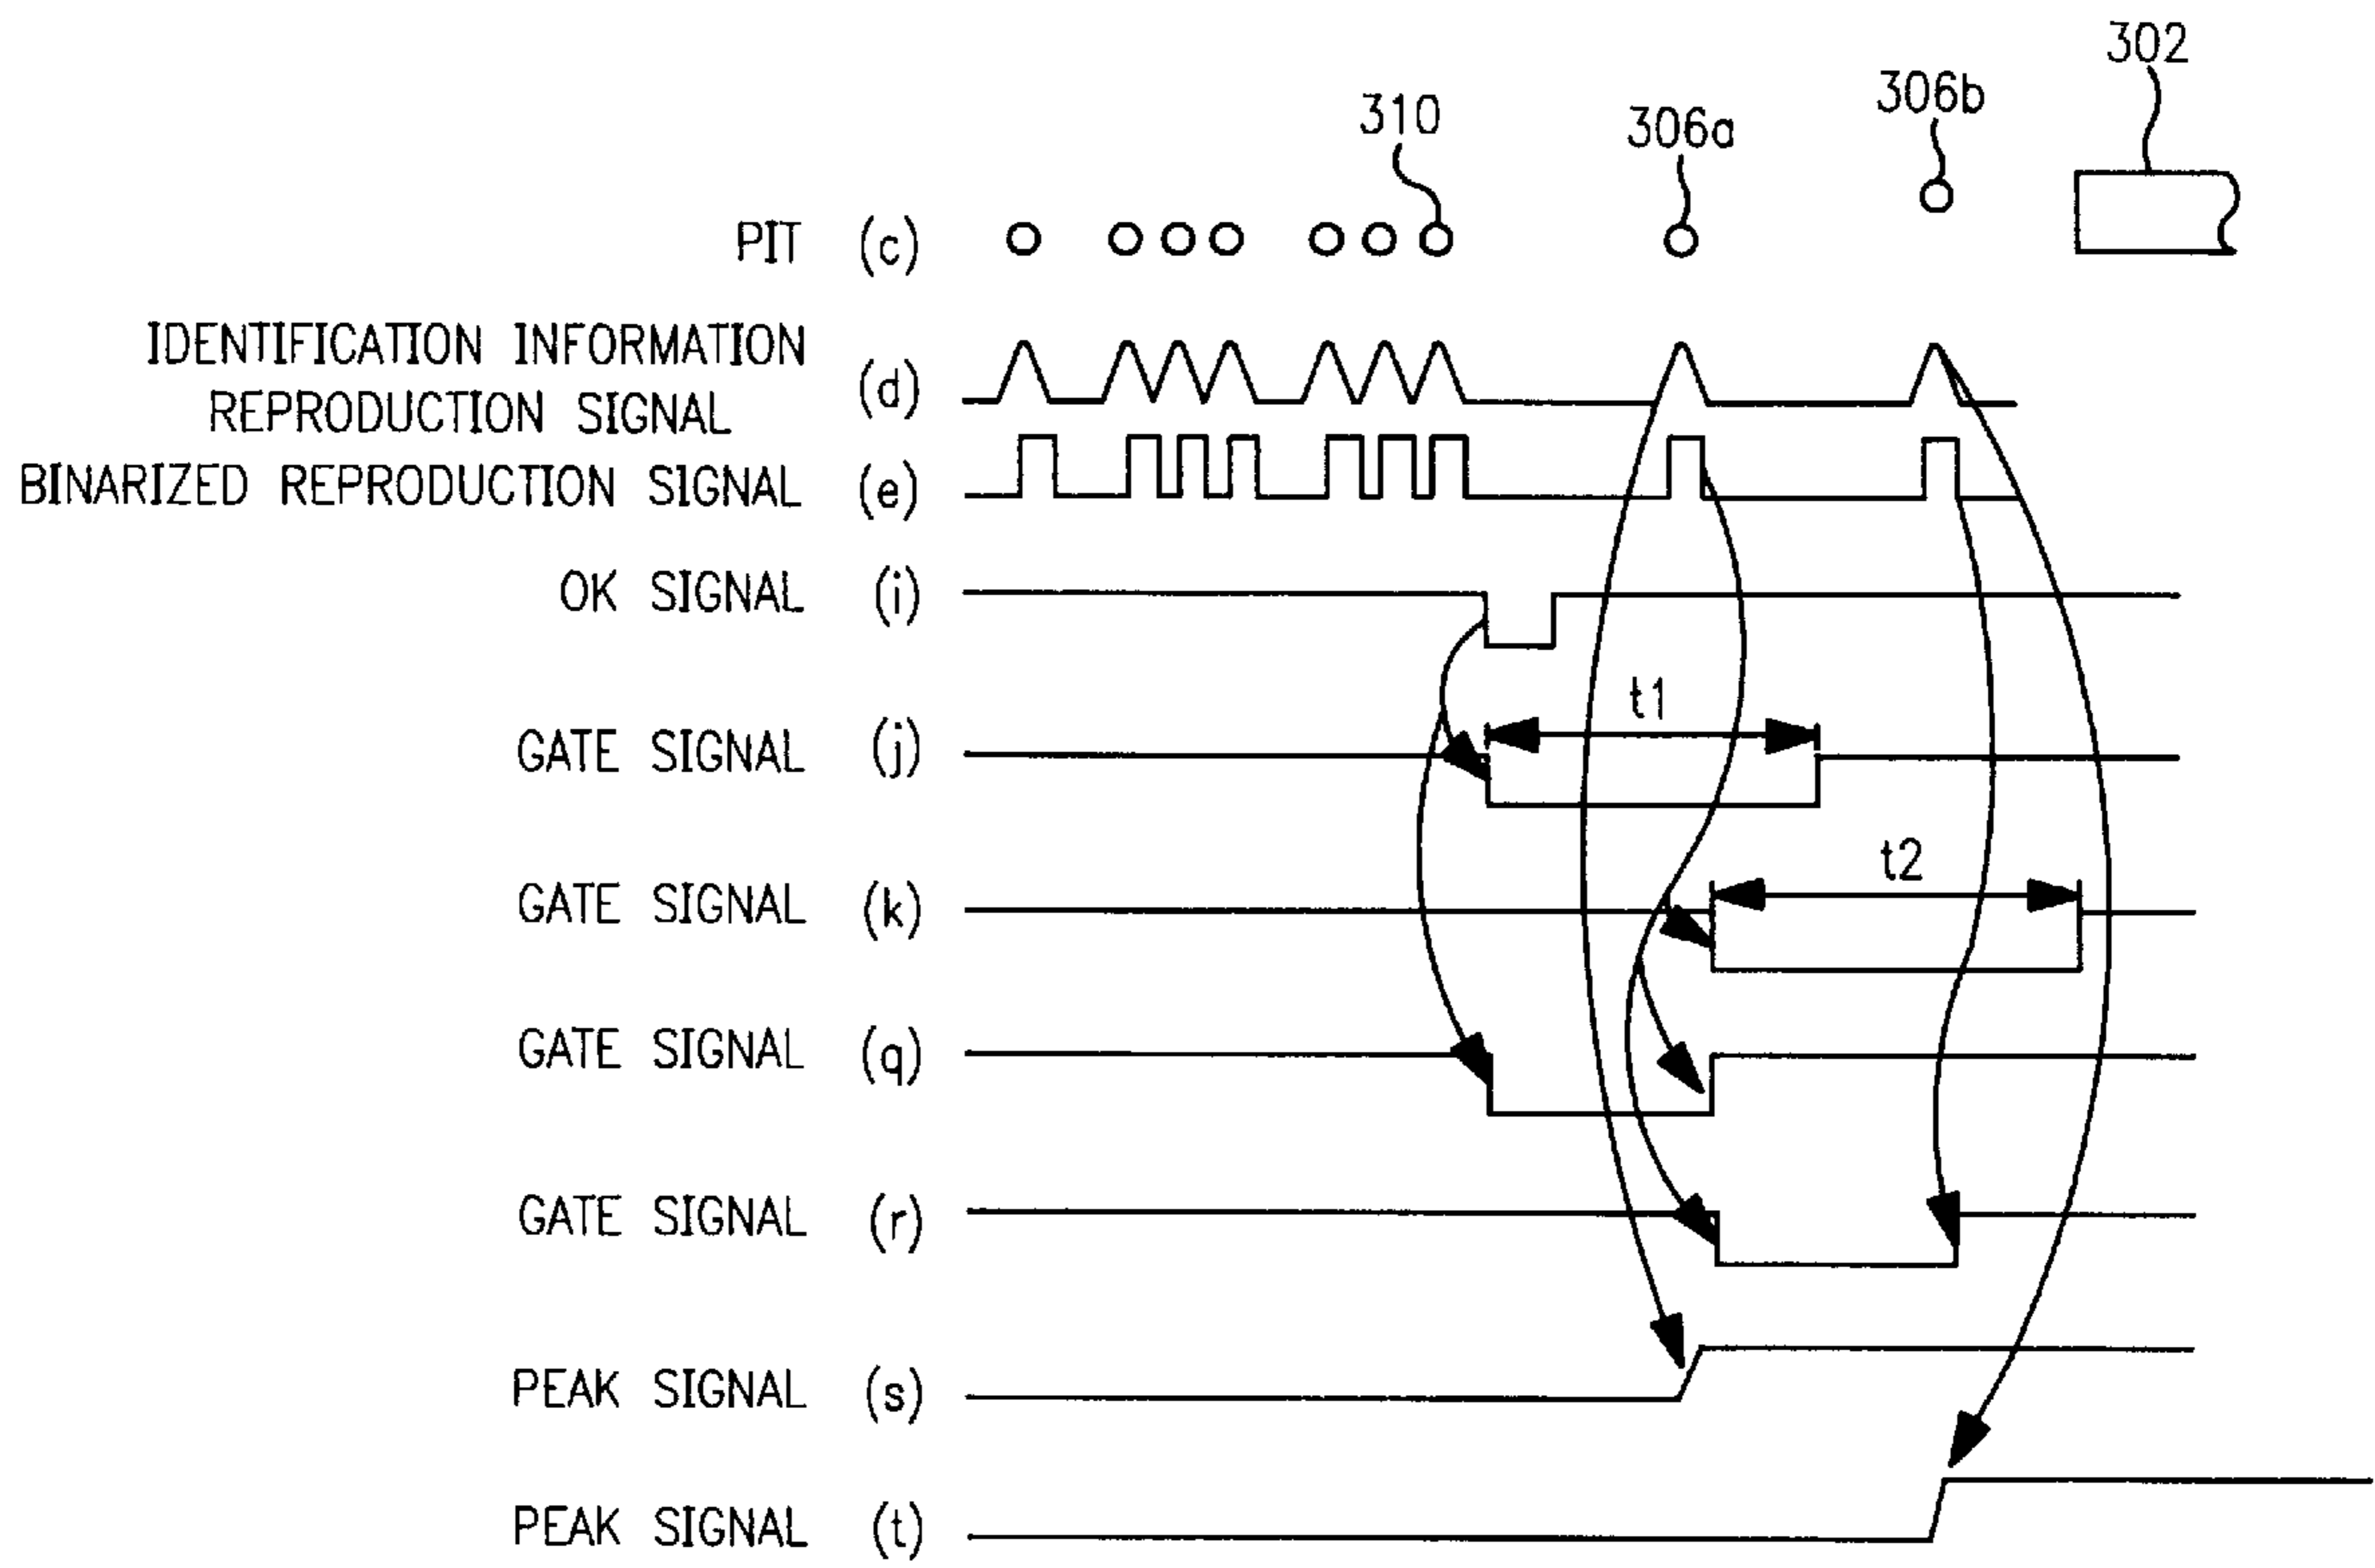 302
306b
310
306a
PIT (c)
IDENTIFICATION INFORMATION
REPRODUCTION SIGNAL (d)
BINARIZED REPRODUCTION SIGNAL (e)
OK SIGNAL (i)
t1
GATE SIGNAL (j)
t2
GATE SIGNAL (k)
GATE SIGNAL (q)
GATE SIGNAL (r)
PEAK SIGNAL (s)
PEAK SIGNAL (t)